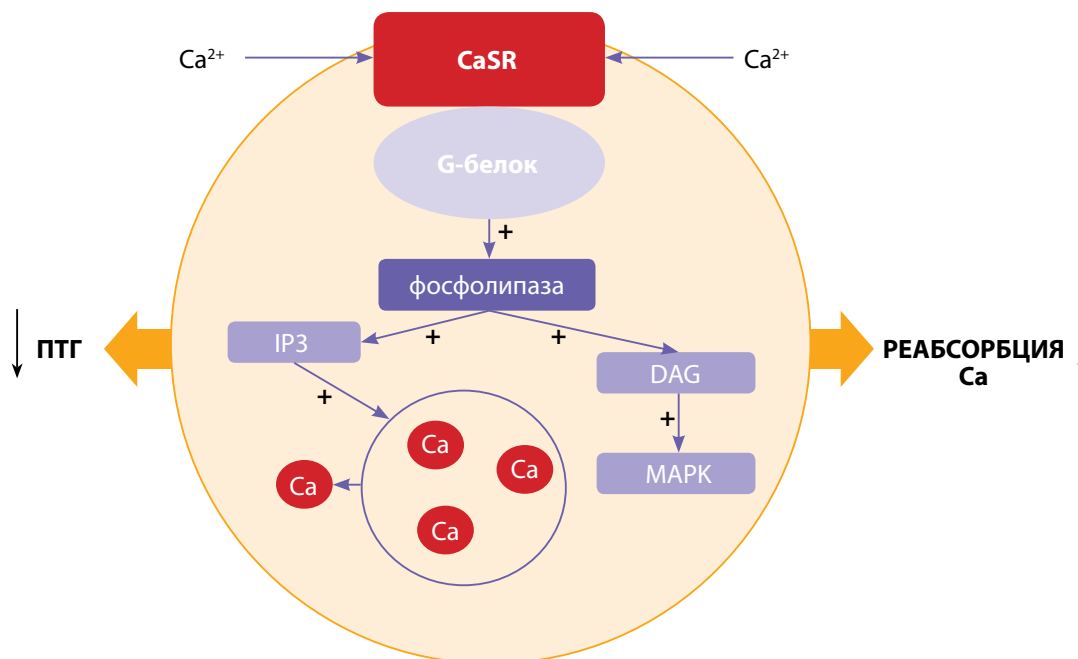 Ca²⁺
CaSR
Ca²⁺
G-белок
+
фосфолипаза
+
+
IP3
DAG
ПТГ
РЕАБСОРБЦИЯ
Ca
+
+
Ca
Ca
Ca
MAPK
Ca